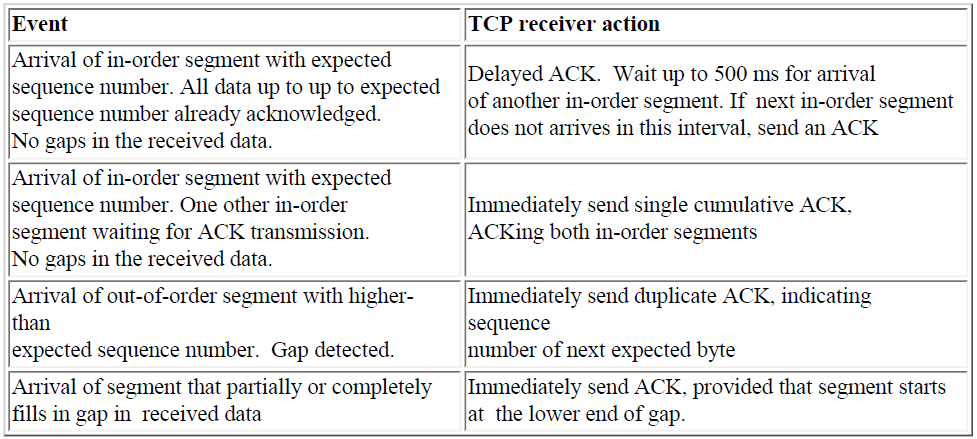 Event
TCP receiver action
Arrival of in-order segment with expected
sequence number. All data up to up to expected
sequence number already acknowledged.
No gaps in the received data.
Delayed ACK.  Wait up to 500 ms for arrival
of another in-order segment. If  next in-order segment
does not arrives in this interval, send an ACK
Arrival of in-order segment with expected
sequence number. One other in-order
segment waiting for ACK transmission.
No gaps in the received data.
Immediately send single cumulative ACK,
ACKing both in-order segments
Arrival of out-of-order segment with higher-
than
expected sequence number.  Gap detected.
Immediately send duplicate ACK, indicating
sequence
number of next expected byte
Arrival of segment that partially or completely
fills in gap in  received data
Immediately send ACK, provided that segment starts
at  the lower end of gap.